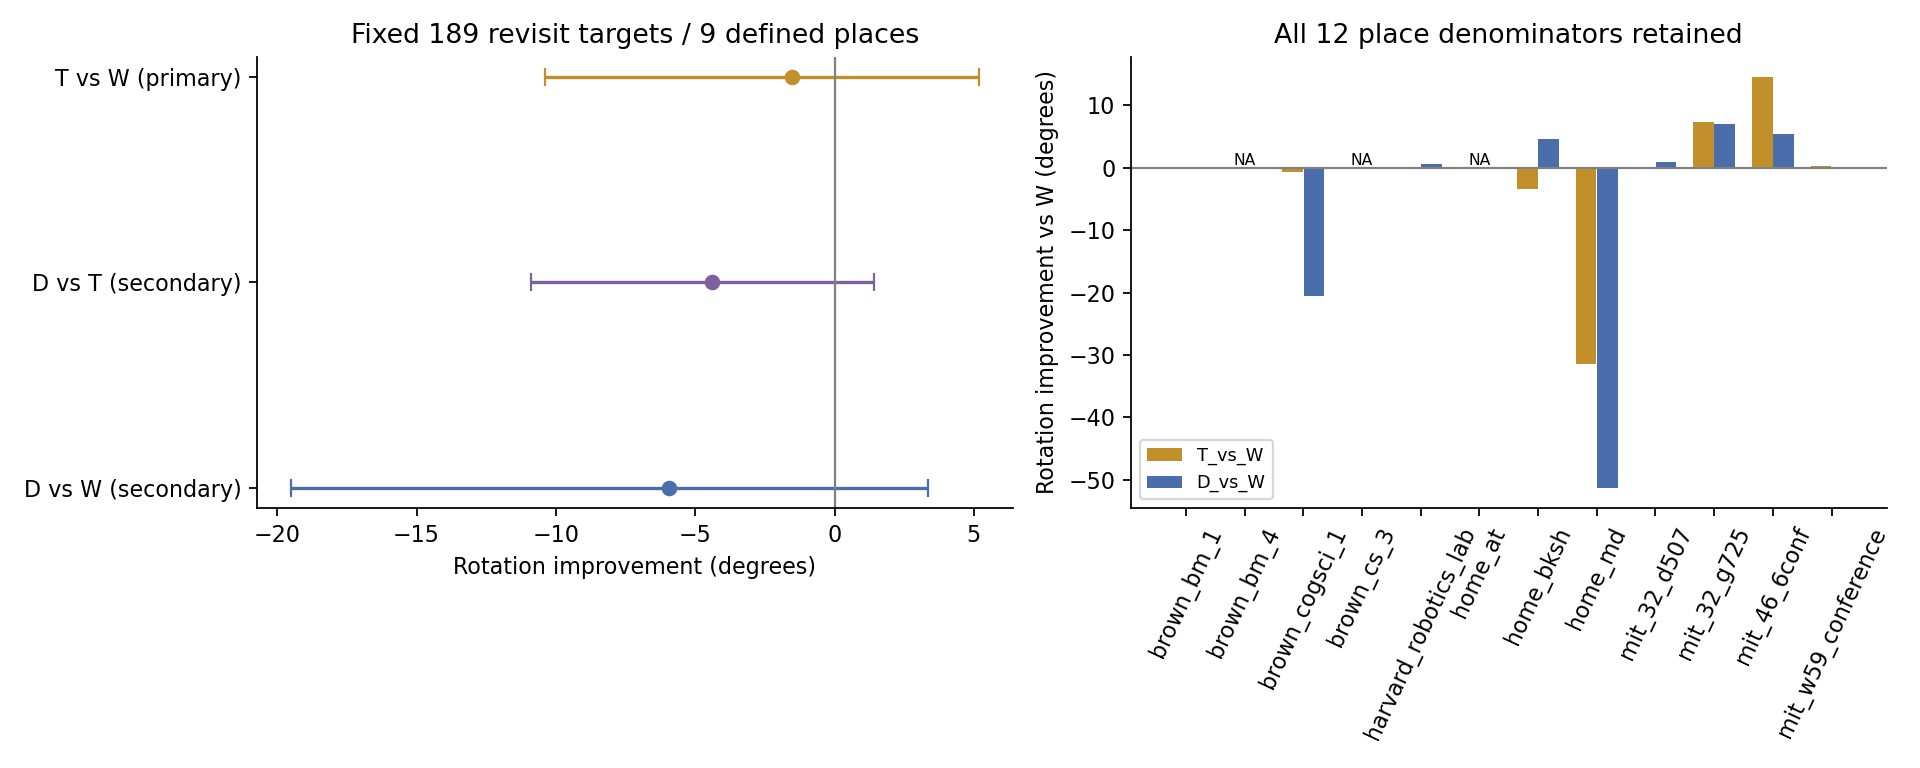 Fixed 189 revisit targets / 9 defined places
T vs W (primary)
D vs T (secondary)
D vs W (secondary)
−20 −15 −10 −5 0 5
Rotation improvement (degrees)
All 12 place denominators retained
Rotation improvement vs W (degrees)
10
0
−10
−20
−30
−40
−50
NA NA NA
T_vs_W
D_vs_W
brown_bm_1
brown_bm_4
brown_cogsci_1
brown_cs_3
harvard_robotics_lab
home_at
home_bksh
home_md
mit_32_d507
mit_32_g725
mit_46_6conf
mit_w59_conference